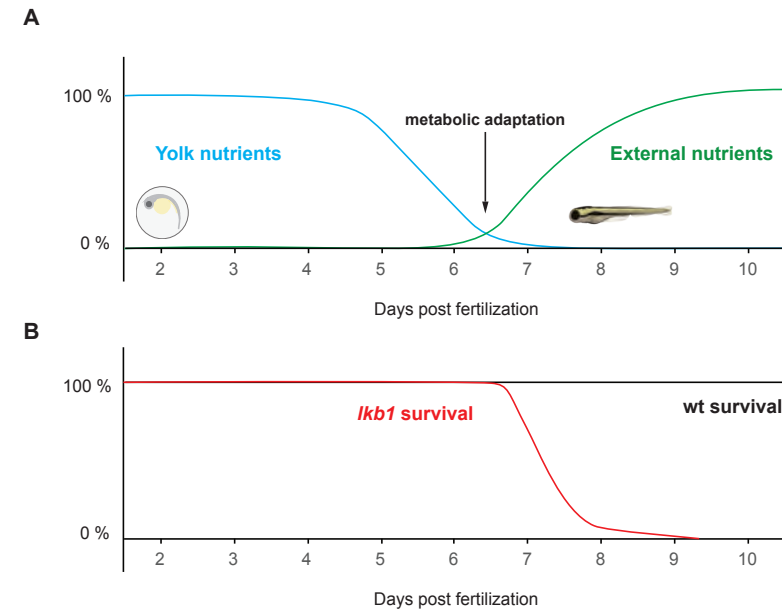 A
100 %
metabolic adaptation
Yolk nutrients
External nutrients
0 %
2 3 4 5 6 7 8 9 10
Days post fertilization
B
100 %
lkb1 survival
wt survival
0 %
2 3 4 5 6 7 8 9 10
Days post fertilization